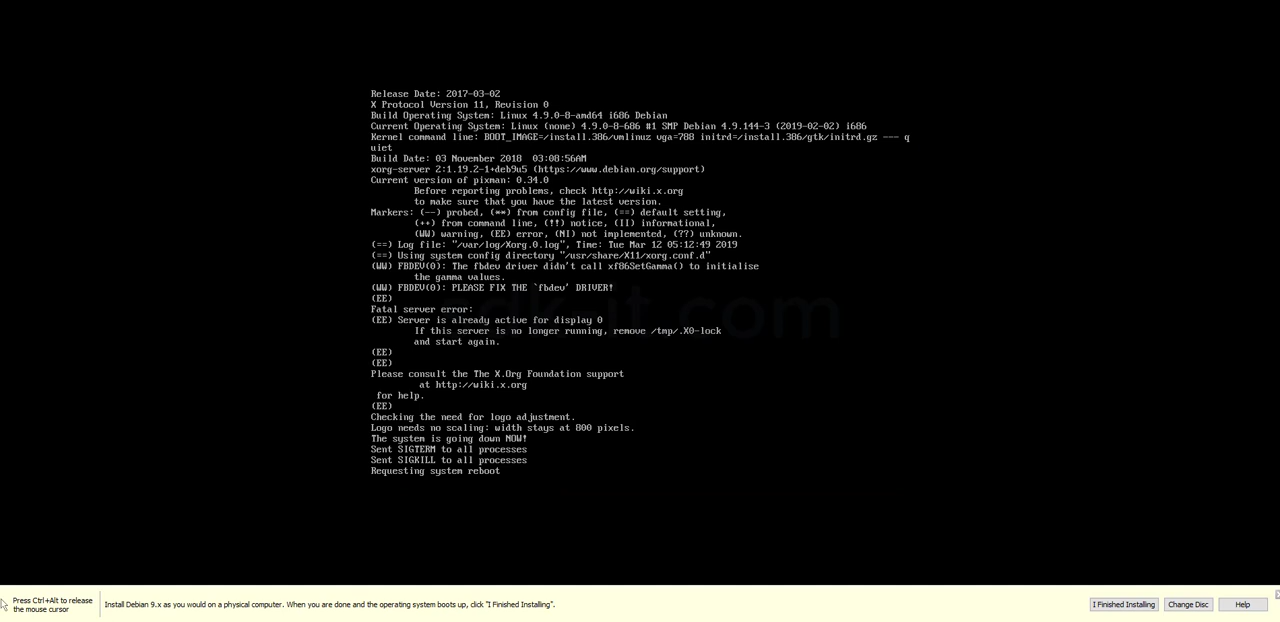 Release Date: 2017-03-02
X Protocol Version 11, Revision 0
Build Operating System: Linux 4.9.0-8-amd64 i686 Debian
Current Operating System: Linux (none) 4.9.0-8-686 #1 SMP Debian 4.9.144-3 (2019-02-02) i686
Kernel command line: BOOT_IMAGE=/install.386/vmlinuz vga=788 initrd=/install.386/gtk/initrd.gz --- q
uiet
Build Date: 03 November 2018  03:08:56AM
xorg-server 2:1.19.2-1+deb9u5 (https://www.debian.org/support)
Current version of pixman: 0.34.0
Before reporting problems, check http://wiki.x.org
to make sure that you have the latest version.
Markers: (--) probed, (**) from config file, (==) default setting,
(++) from command line, (!!) notice, (II) informational,
(WW) warning, (EE) error, (NI) not implemented, (??) unknown.
(==) Log file: "/var/log/Xorg.0.log", Time: Tue Mar 12 05:12:49 2019
(==) Using system config directory "/usr/share/X11/xorg.conf.d"
(WW) FBDEV(0): The fbdev driver didn't call xf86SetGamma() to initialise
the gamma values.
(WW) FBDEV(0): PLEASE FIX THE `fbdev' DRIVER!
(EE)
Fatal server error:
(EE) Server is already active for display 0
If this server is no longer running, remove /tmp/.X0-lock
and start again.
(EE)
(EE)
Please consult the The X.Org Foundation support
at http://wiki.x.org
for help.
(EE)
Checking the need for logo adjustment.
Logo needs no scaling: width stays at 800 pixels.
The system is going down NOW!
Sent SIGTERM to all processes
Sent SIGKILL to all processes
Requesting system reboot
Press Ctrl+Alt to release
the mouse cursor
Install Debian 9.x as you would on a physical computer. When you are done and the operating system boots up, click "I Finished Installing".
I Finished Installing
Change Disc
Help